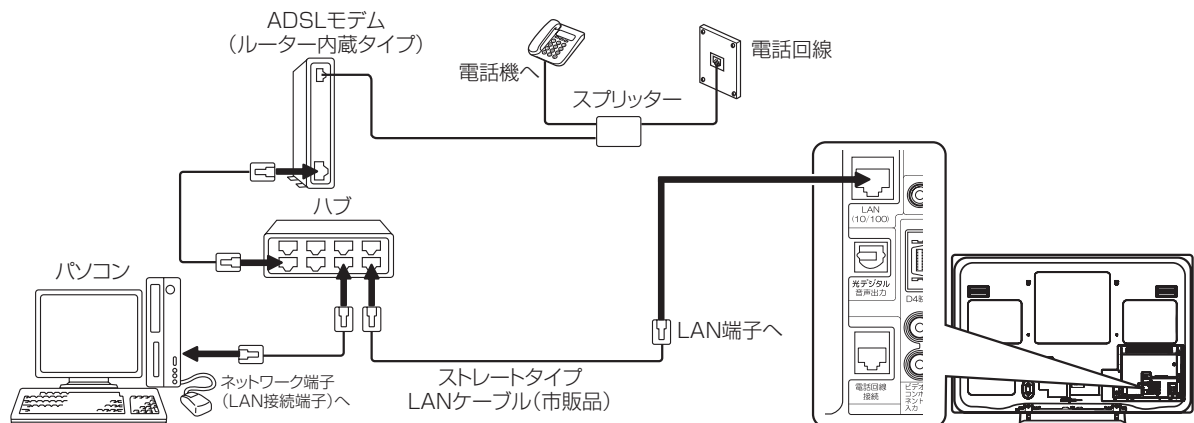 ADSLモデム
(ルーター内蔵タイプ)
電話機へ
電話回線
スプリッター
ハブ
パソコン
ネットワーク端子
(LAN接続端子)へ
ストレートタイプ
LANケーブル(市販品)
LAN端子へ
LAN
(10/100)
光デジタル
音声出力
電話回線
接続
D4
ビデオ
入力